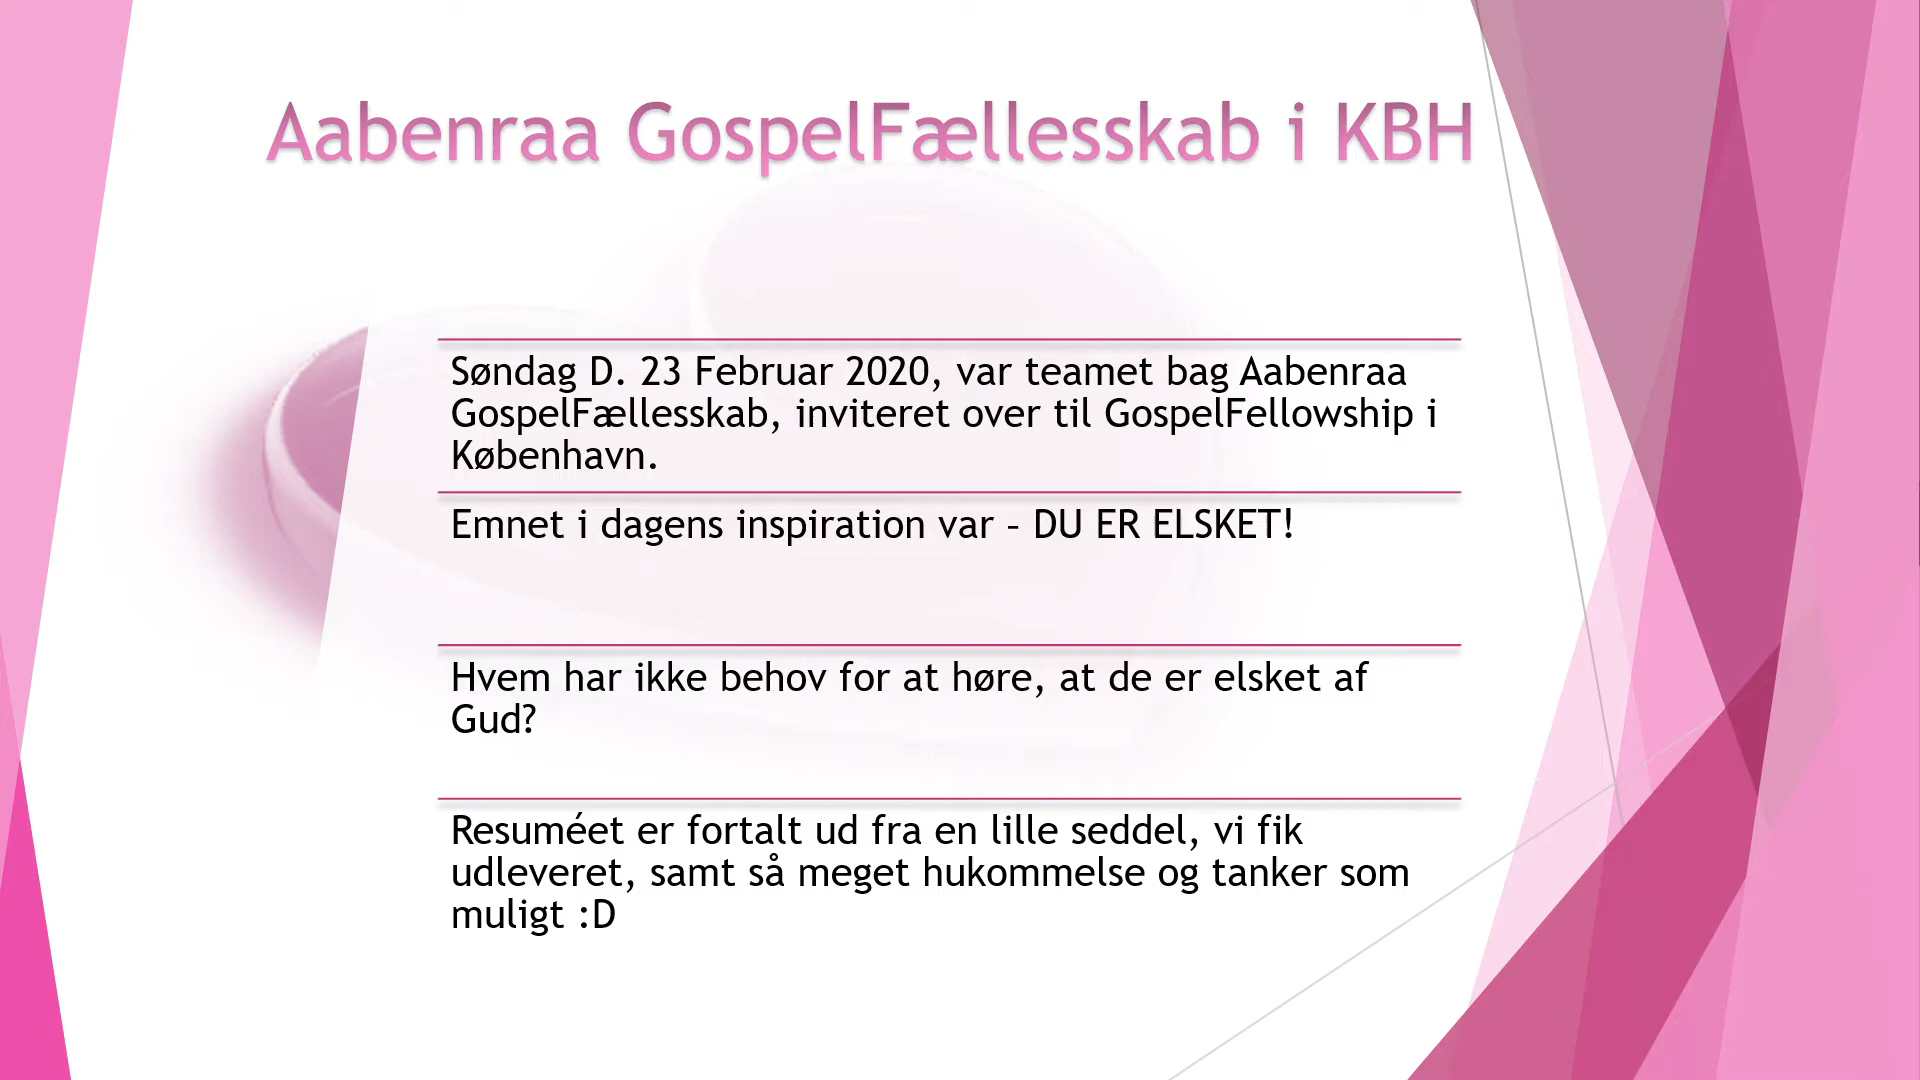 Aabenraa GospelFællesskab i KBH
Søndag D. 23 Februar 2020, var teamet bag Aabenraa
GospelFællesskab, inviteret over til GospelFellowship i
København.
Emnet i dagens inspiration var – DU ER ELSKET!
Hvem har ikke behov for at høre, at de er elsket af
Gud?
Resuméet er fortalt ud fra en lille seddel, vi fik
udleveret, samt så meget hukommelse og tanker som
muligt :D